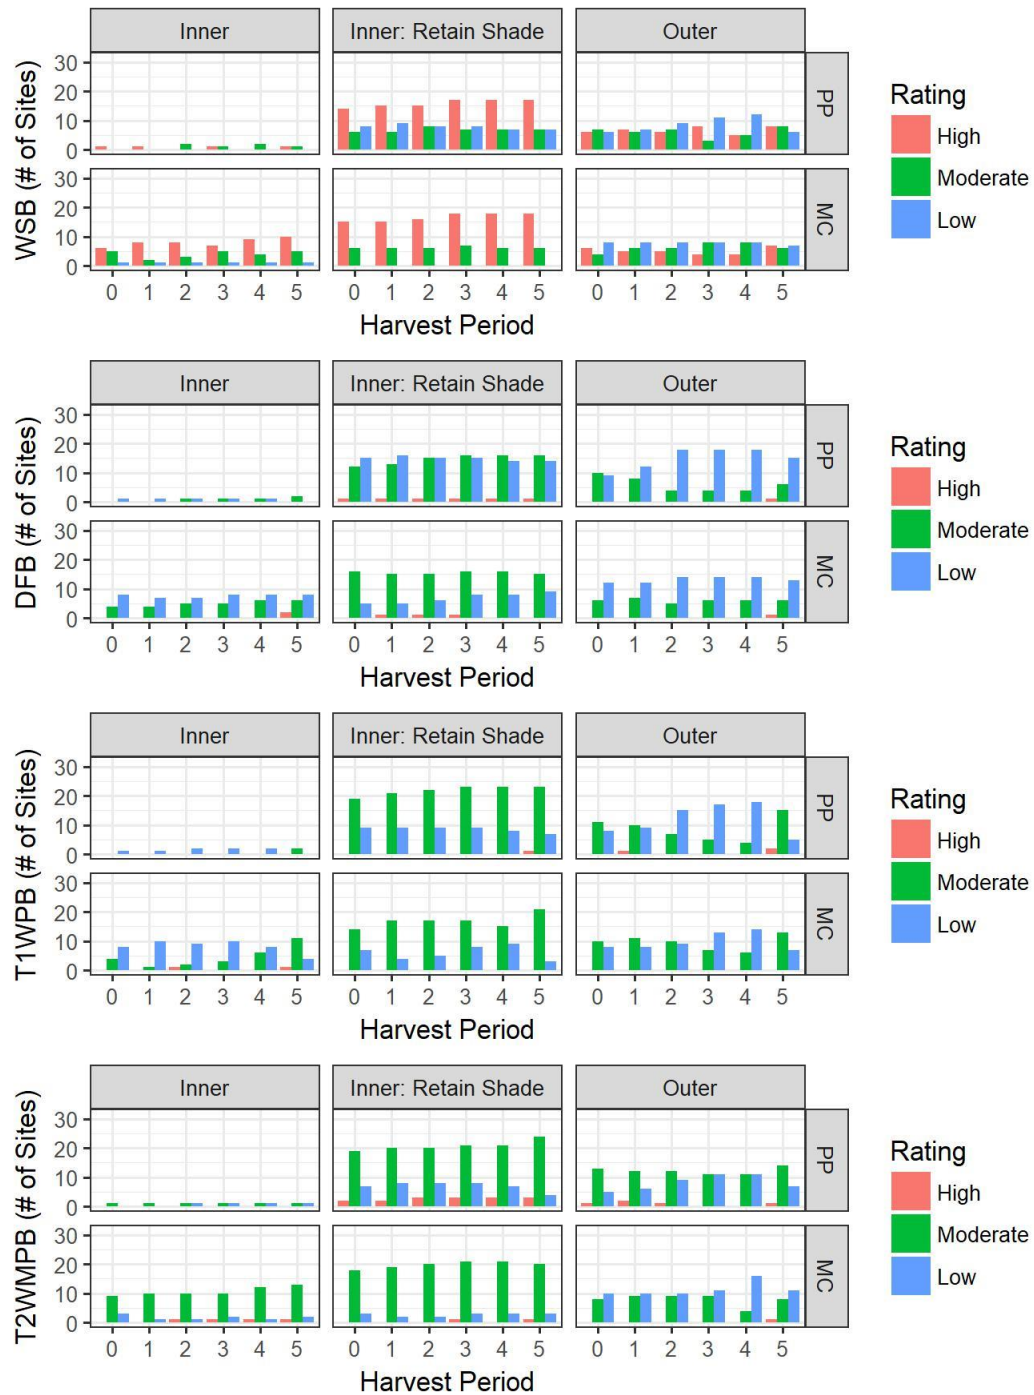 Inner Inner: Retain Shade Outer
WSB (# of Sites)
30
20
10
0
PP
30
20
10
0
MC
0 1 2 3 4 5 0 1 2 3 4 5 0 1 2 3 4 5
Harvest Period
Rating
High
Moderate
Low
Inner Inner: Retain Shade Outer
DFB (# of Sites)
30
20
10
0
PP
30
20
10
0
MC
0 1 2 3 4 5 0 1 2 3 4 5 0 1 2 3 4 5
Harvest Period
Rating
High
Moderate
Low
Inner Inner: Retain Shade Outer
T1WPB (# of Sites)
30
20
10
0
PP
30
20
10
0
MC
0 1 2 3 4 5 0 1 2 3 4 5 0 1 2 3 4 5
Harvest Period
Rating
High
Moderate
Low
Inner Inner: Retain Shade Outer
T2WMPB (# of Sites)
30
20
10
0
PP
30
20
10
0
MC
0 1 2 3 4 5 0 1 2 3 4 5 0 1 2 3 4 5
Harvest Period
Rating
High
Moderate
Low